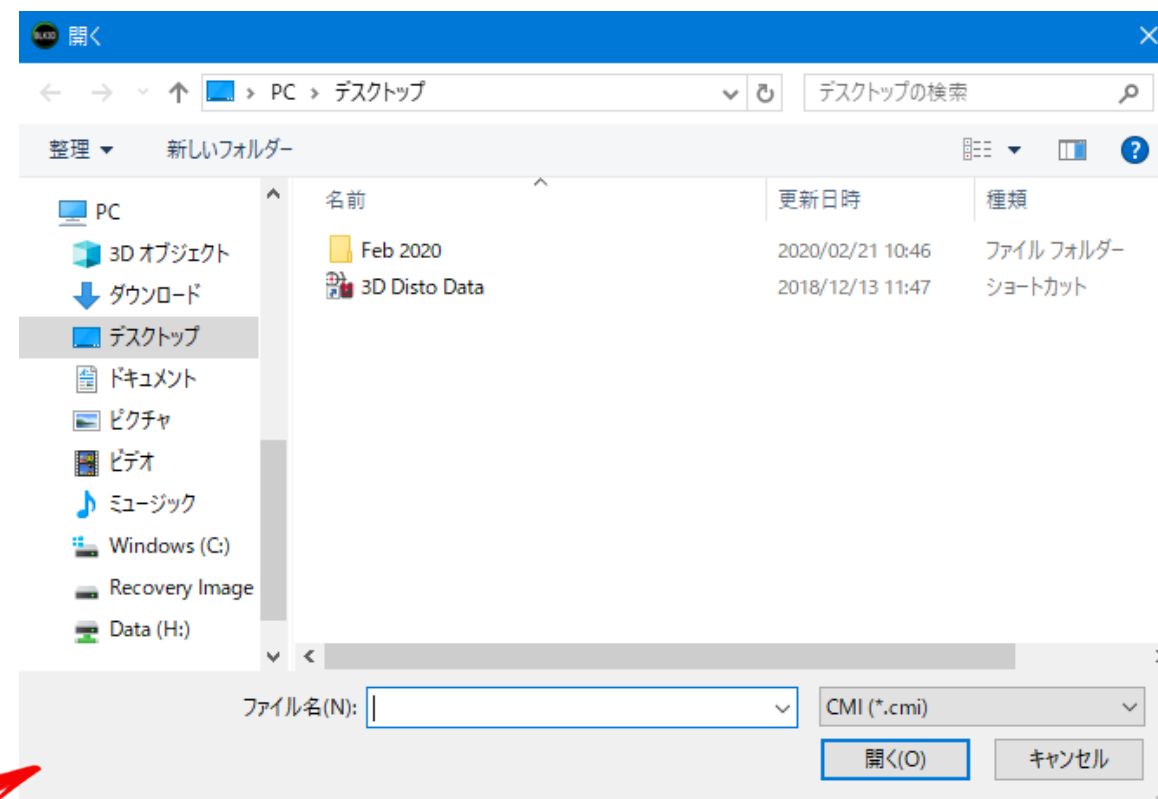 BLK3D 開く
PC > デスクトップ デスクトップの検索
整理 新しいフォルダー
名前 更新日時 種類
Feb 2020 2020/02/21 10:46 ファイル フォルダー
3D Disto Data 2018/12/13 11:47 ショートカット
PC
3D オブジェクト
ダウンロード
デスクトップ
ドキュメント
ピクチャ
ビデオ
ミュージック
Windows (C:)
Recovery Image
Data (H:)
ファイル名(N): CMI (*.cmi)
開く(O) キャンセル